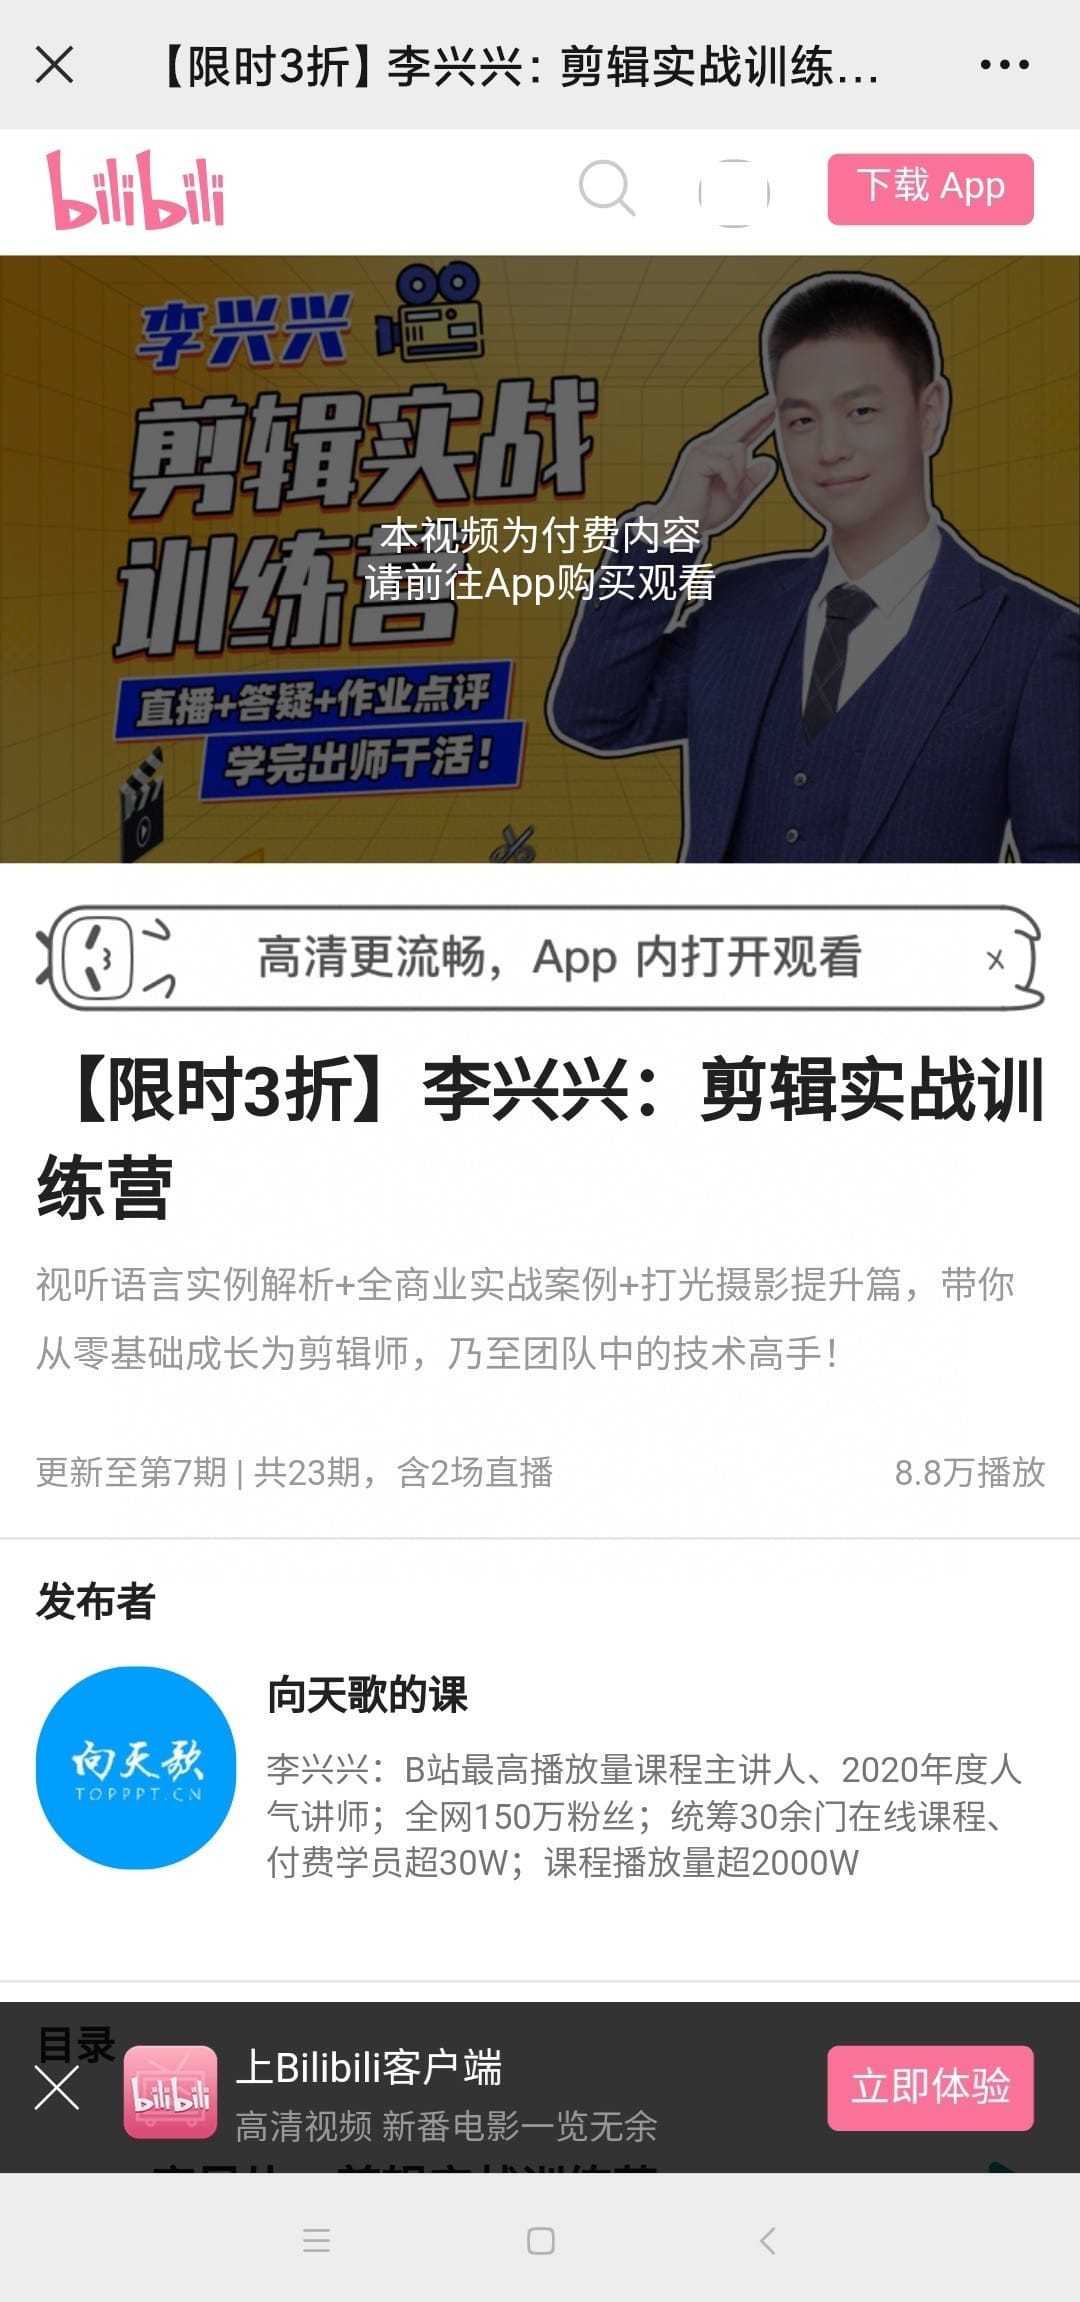 【限时3折】李兴兴：剪辑实战训练...
bilibili
下载 App
李兴兴
剪辑实战
训练营
本视频为付费内容
请前往App购买观看
直播+答疑+作业点评
学完出师干活！
高清更流畅，App 内打开观看
x
【限时3折】李兴兴：剪辑实战训
练营
视听语言实例解析+全商业实战案例+打光摄影提升篇，带你
从零基础成长为剪辑师，乃至团队中的技术高手！
更新至第7期 | 共23期，含2场直播
8.8万播放
发布者
向天歌
TOPPPT.CN
向天歌的课
李兴兴：B站最高播放量课程主讲人、2020年度人
气讲师；全网150万粉丝；统筹30余门在线课程、
付费学员超30W；课程播放量超2000W
目录
bilibili
上Bilibili客户端
高清视频 新番电影一览无余
立即体验